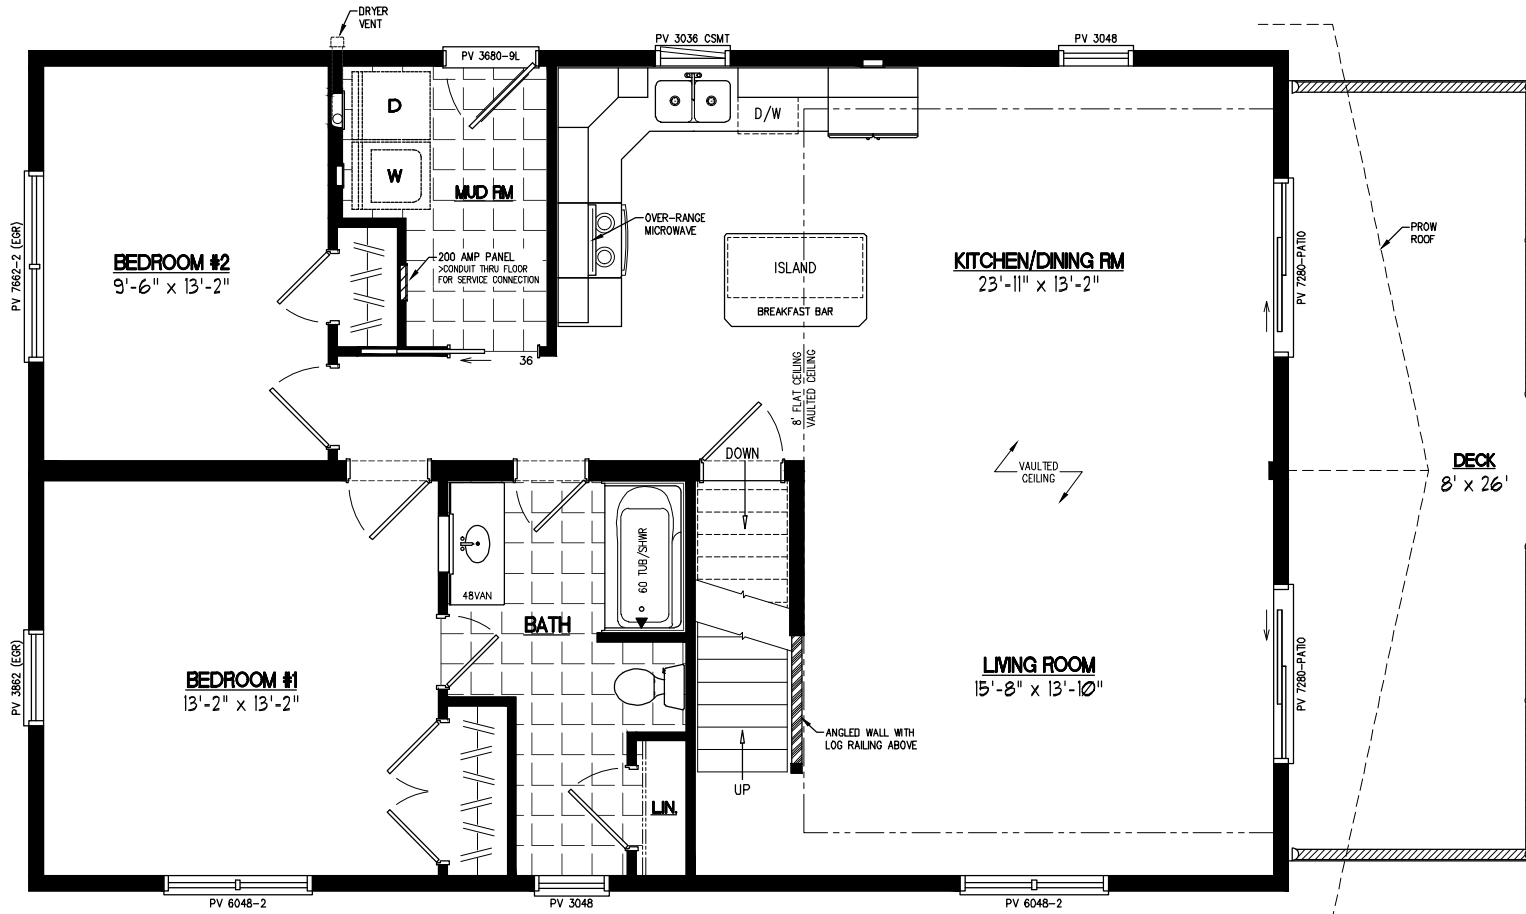 DRYER
VENT
PV 3680-9L
PV 3036 CSMT
PV 3048
D
W
MUD RM
D/W
OVER-RANGE
MICROWAVE
200 AMP PANEL
>CONDUIT THRU FLOOR
FOR SERVICE CONNECTION
36
ISLAND
BREAKFAST BAR
BEDROOM #2
9'-6" x 13'-2"
PV 7662-2 (EGR)
KITCHEN/DINING RM
23'-11" x 13'-2"
PV 7280-PATIO
PROW
ROOF
8' FLAT CEILING
VAULTED CEILING
DOWN
VAULTED
CEILING
DECK
8' x 26'
60 TUB/SHWR
48VAN
BATH
BEDROOM #1
13'-2" x 13'-2"
PV 3862 (EGR)
LIVING ROOM
15'-8" x 13'-10"
PV 7280-PATIO
ANGLED WALL WITH
LOG RAILING ABOVE
UP
LIN.
PV 6048-2
PV 3048
PV 6048-2